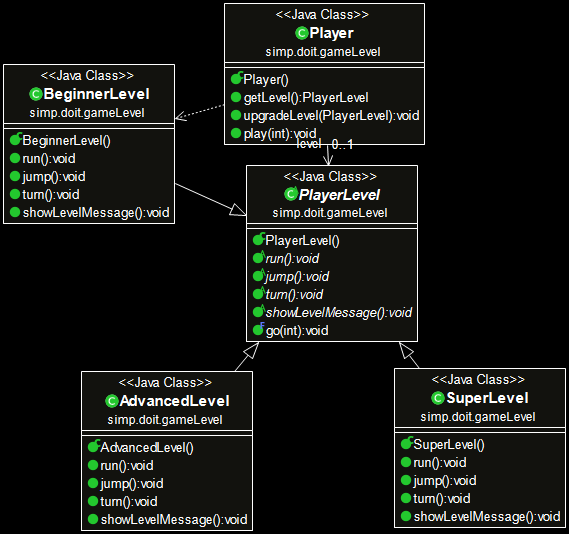 <<Java Class>>
Player
simp.doit.gameLevel
Player()
getLevel():PlayerLevel
upgradeLevel(PlayerLevel):void
play(int):void
<<Java Class>>
BeginnerLevel
simp.doit.gameLevel
BeginnerLevel()
run():void
jump():void
turn():void
showLevelMessage():void
level 0..1
<<Java Class>>
PlayerLevel
simp.doit.gameLevel
PlayerLevel()
run():void
jump():void
turn():void
showLevelMessage():void
go(int):void
<<Java Class>>
AdvancedLevel
simp.doit.gameLevel
AdvancedLevel()
run():void
jump():void
turn():void
showLevelMessage():void
<<Java Class>>
SuperLevel
simp.doit.gameLevel
SuperLevel()
run():void
jump():void
turn():void
showLevelMessage():void